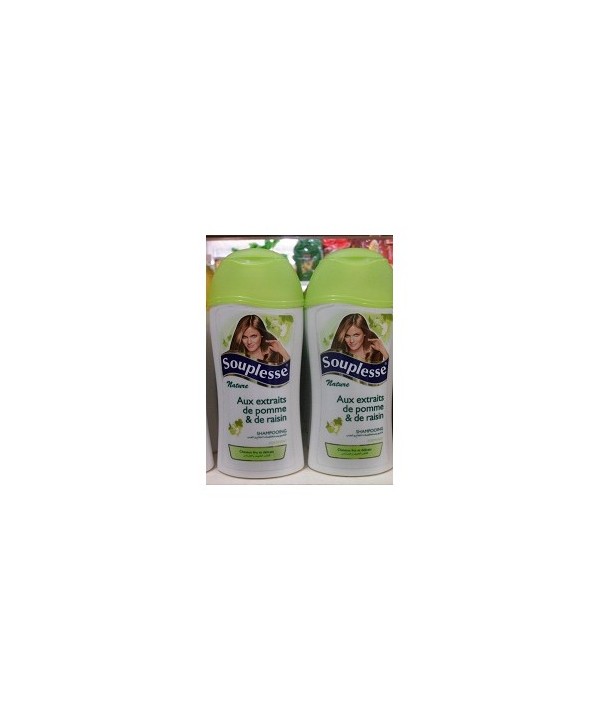 Souplesse
Nature
Aux extraits
de pomme
& de raisin
SHAMPOOING
Souplesse
Nature
Aux extraits
de pomme
& de raisin
SHAMPOOING